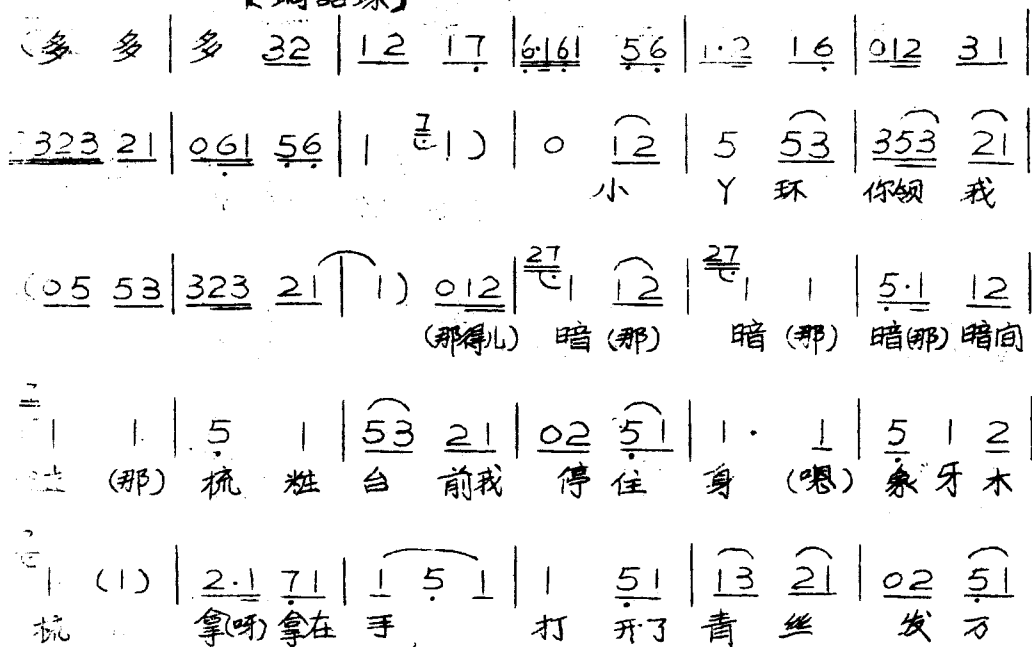 (多 多 | 多 32 | 12 17 | 6·161 56 | 1·2 16 | 012 31 |
323 21 | 061 56 | 1 1) | 0 12 | 5 53 | 353 21 |
小 丫 环 你领 我
(05 53 | 323 21 | 1) 012 | 27 1 12 | 27 1 1 | 5·1 12 |
(那得儿) 暗 (那) 暗 (那) 暗(那) 暗间
1 1 | 5 1 | 53 21 | 02 51 | 1· 1 | 5 1 2 |
(那) 梳 妆 台 前我 停 住 身 (嗯) 象 牙 木
1 (1) | 2·1 71 | 1 5 1 | 1 51 | 13 21 | 02 51 |
梳 拿(呀) 拿在 手, 打 开了 青 丝 发 万